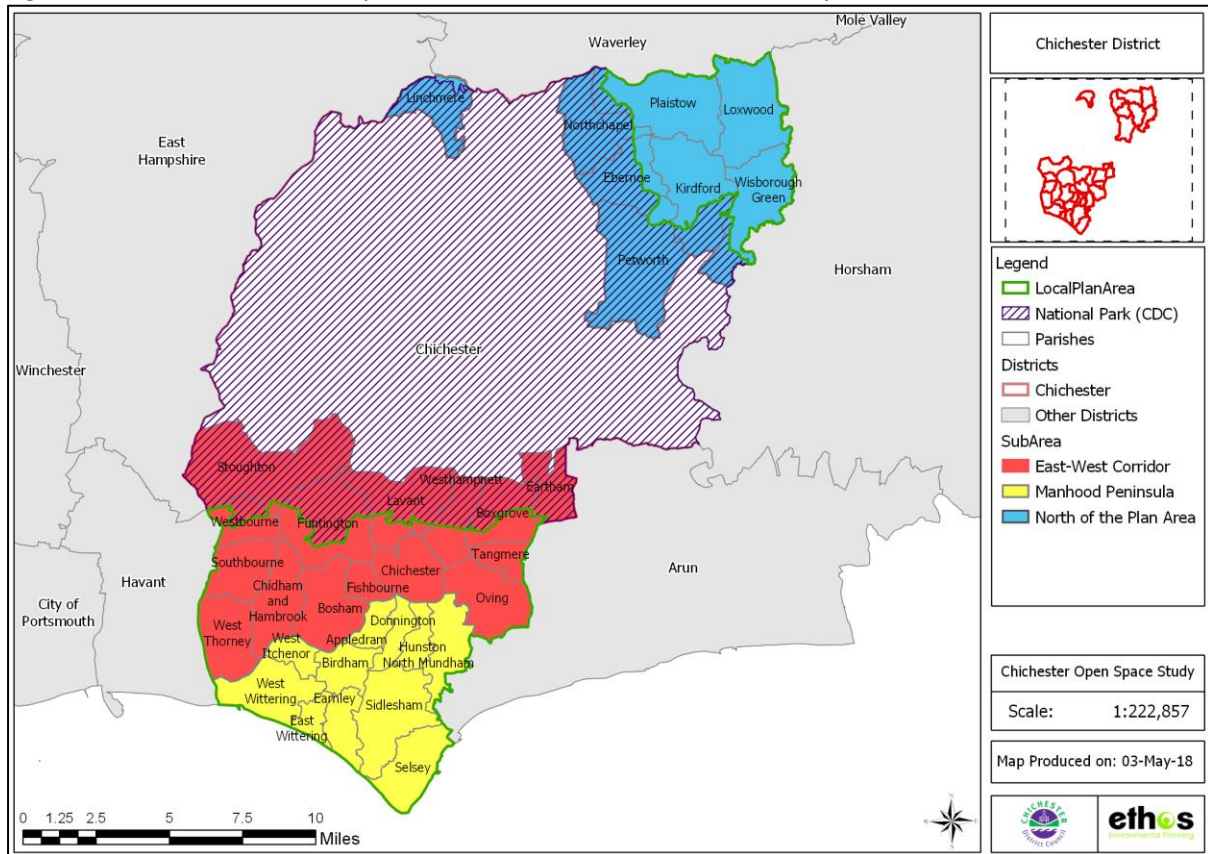 Mole Valley
Waverley
Linchmere
Plaistow
Loxwood
Northchapel
East
Hampshire
Ebernoe
Kirdford
Wisborough
Green
Petworth
Horsham
Chichester
Winchester
Stoughton
Westhampnett
Eartham
Lavant
Boxgrove
Westbourne
Funtington
Tangmere
Southbourne
Chichester
Arun
Havant
Chidham
and
Hambrook
Fishbourne
Oving
City of
Portsmouth
Bosham
West
Thorney
Donnington
Appledram
West
Itchenor
Hunston
Birdham
North Mundham
West
Wittering
Earnley
Sidlesham
East
Wittering
Selsey
0 1.25 2.5 5 7.5 10
Miles
Chichester District
Legend
LocalPlanArea
National Park (CDC)
Parishes
Districts
Chichester
Other Districts
SubArea
East-West Corridor
Manhood Peninsula
North of the Plan Area
Chichester Open Space Study
Scale: 1:222,857
Map Produced on: 03-May-18
CHICHESTER
District Council
ethos
Environmental Planning